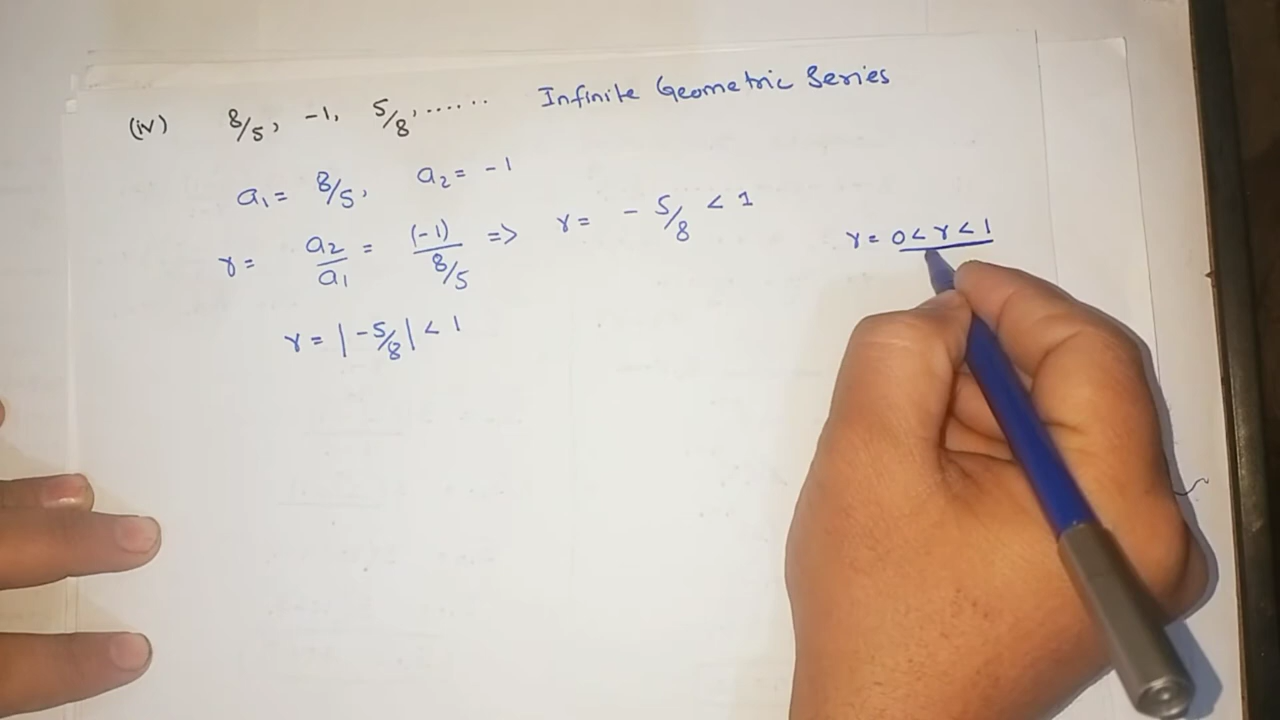 (iv) 8/5, -1, 5/8, ...... Infinite Geometric Series
a₁ = 8/5, a₂ = -1
r = a₂/a₁ = (-1)/8/5 => r = - 5/8 < 1
r = 0 < r < 1
r = |-5/8| < 1